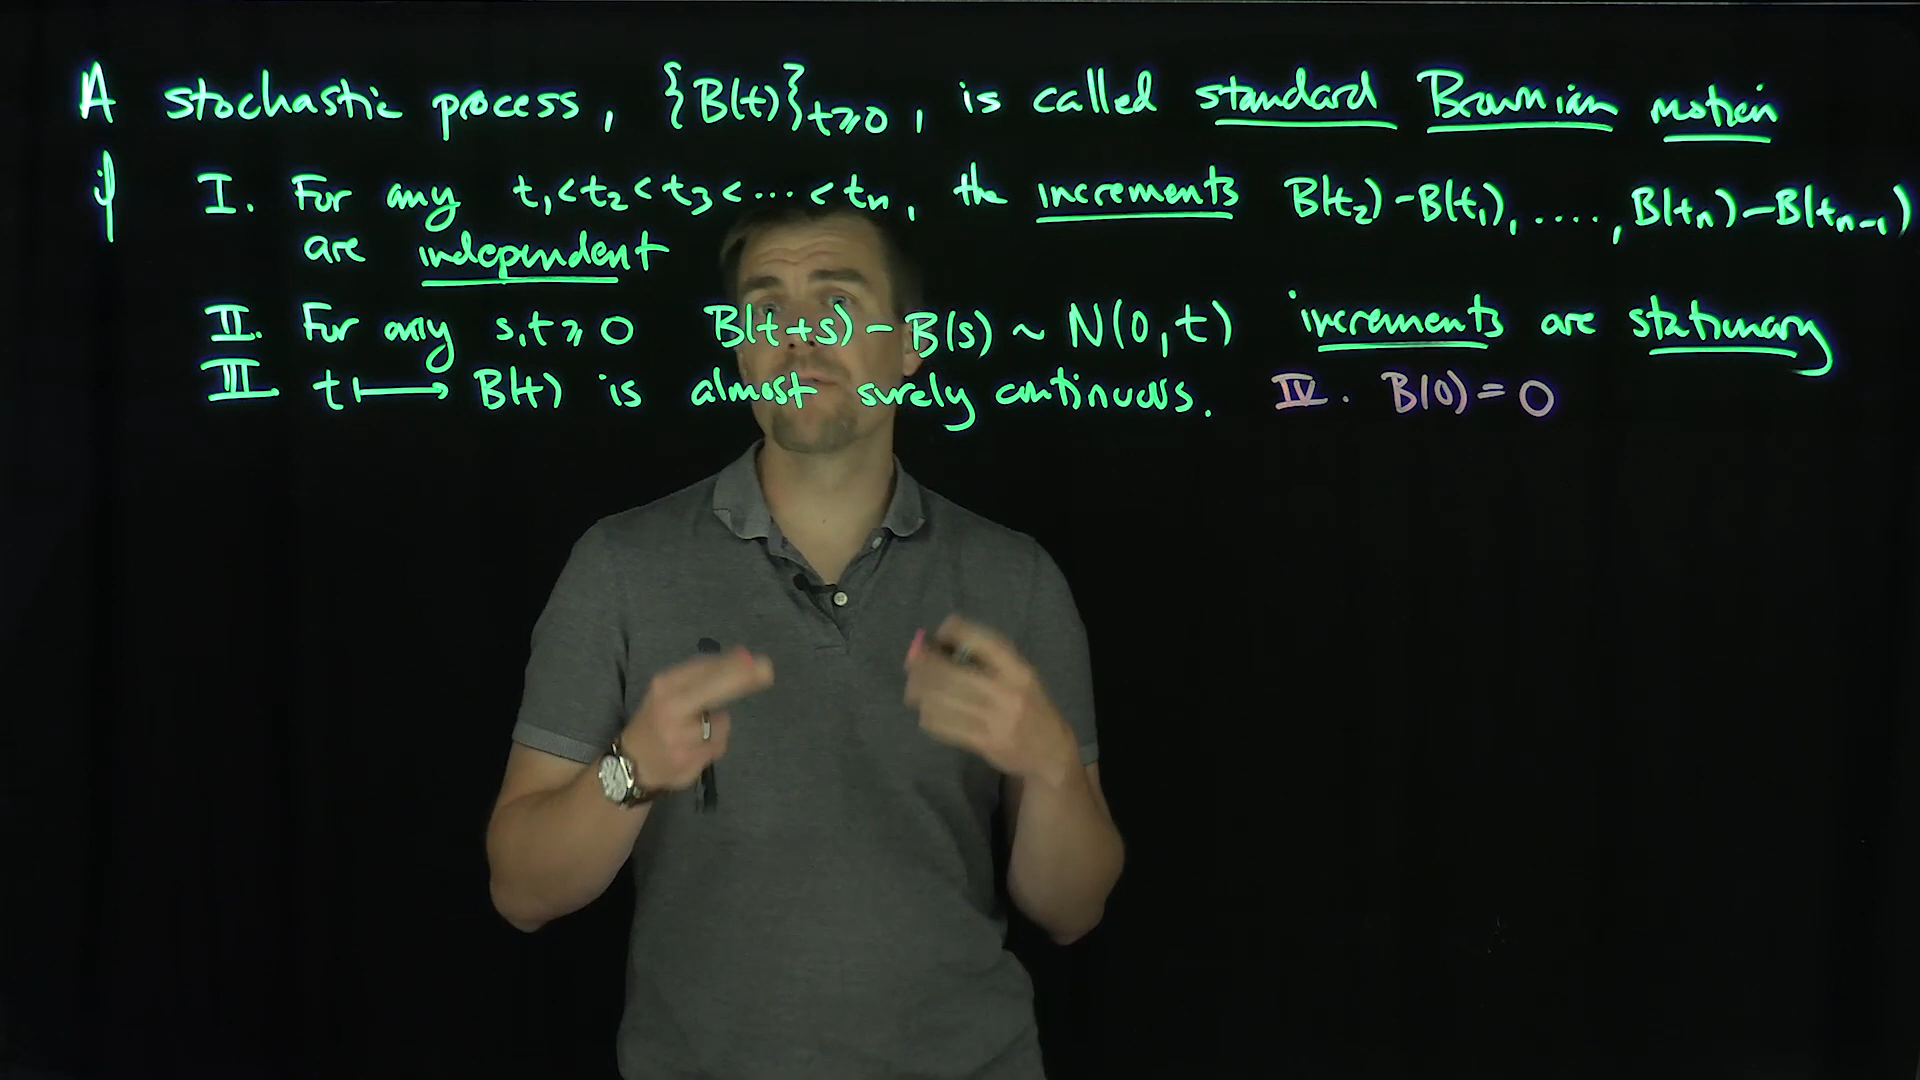 A stochastic process, {B(t)}_{t⩾0}, is called standard Brownian motion
if I. For any t₁<t₂<t₃<⋯<tₙ, the increments B(t₂)-B(t₁), ...., B(tₙ)-B(tₙ₋₁)
are independent
II. For any s,t⩾0 B(t+s)-B(s) ~ N(0,t) increments are stationary
III t ⟼ B(t) is almost surely continuous. IV. B(0)=0